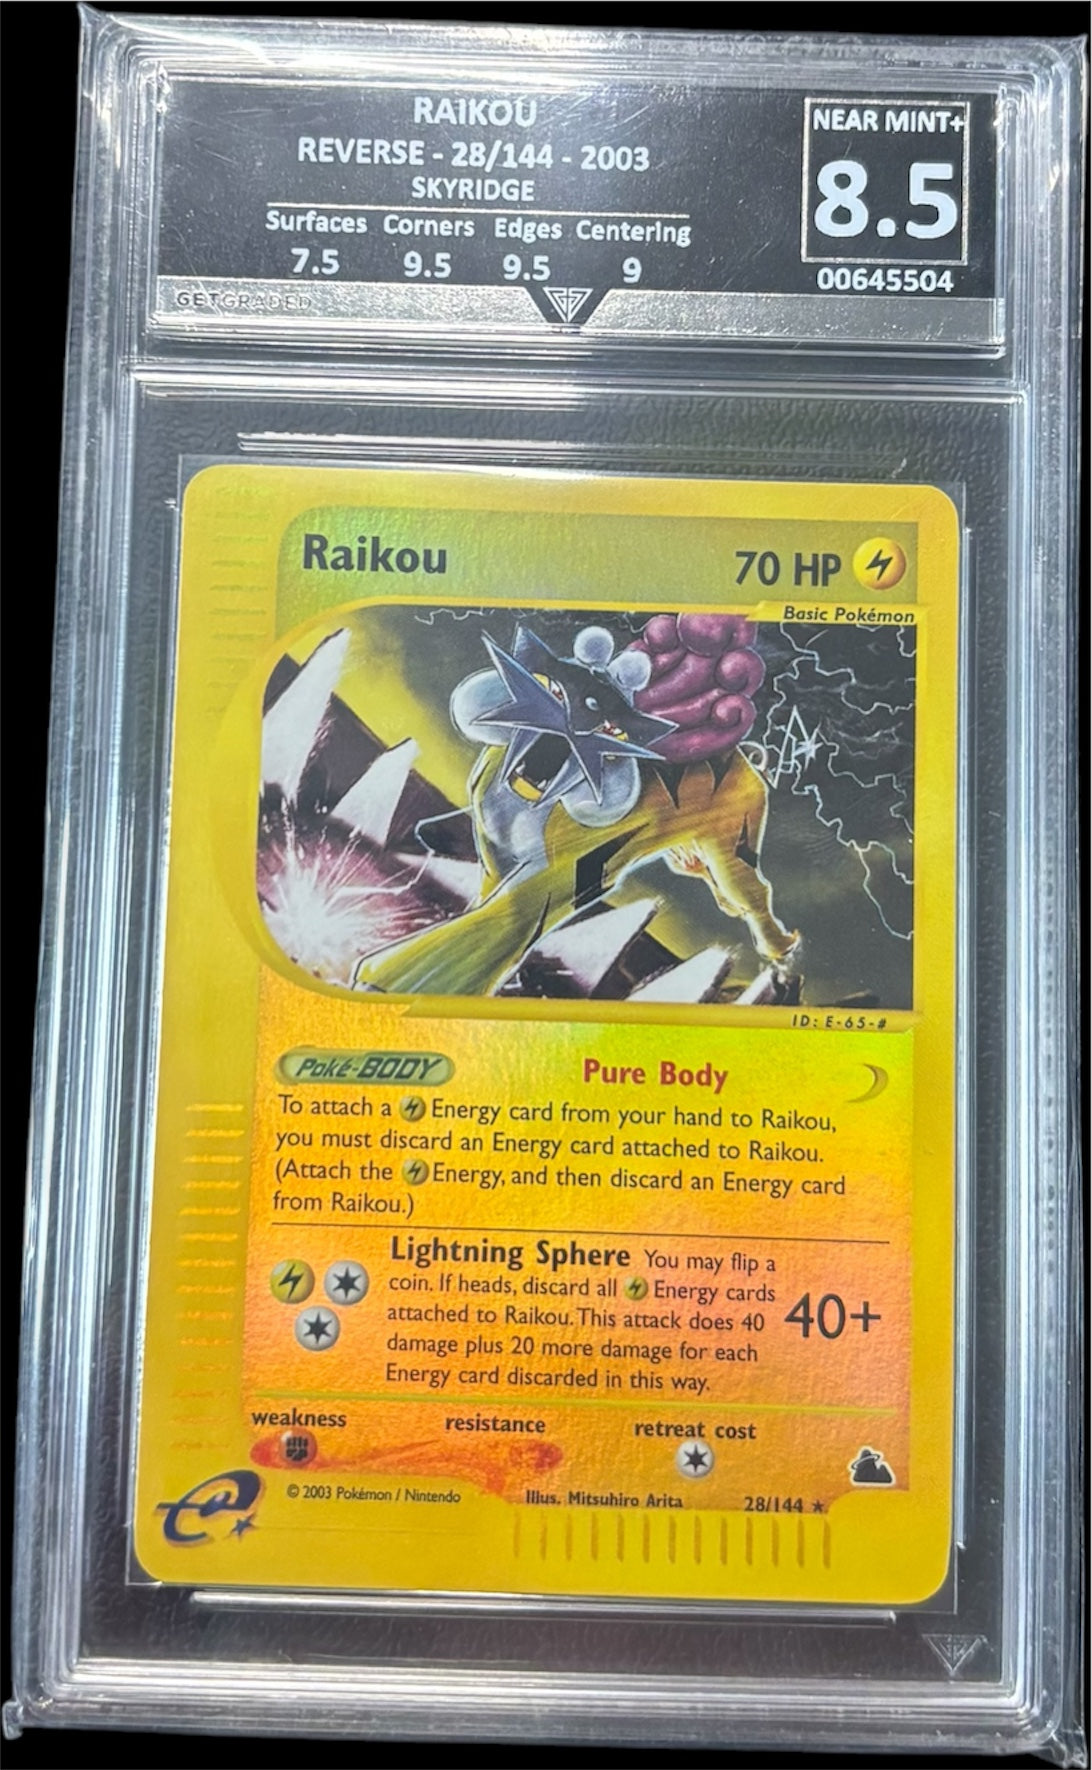 RAIKOU
REVERSE - 28/144 - 2003
SKYRIDGE
Surfaces Corners Edges Centering
7.5 9.5 9.5 9
NEAR MINT+
8.5
00645504
GETGRADED
Raikou
70 HP
Basic Pokémon
ID: E-65-#
Poké-BODY Pure Body
To attach a Energy card from your hand to Raikou,
you must discard an Energy card attached to Raikou.
(Attach the Energy, and then discard an Energy card
from Raikou.)
Lightning Sphere You may flip a
coin. If heads, discard all Energy cards
attached to Raikou. This attack does 40
damage plus 20 more damage for each
Energy card discarded in this way.
40+
weakness resistance retreat cost
© 2003 Pokémon / Nintendo Illus. Mitsuhiro Arita 28/144 ★